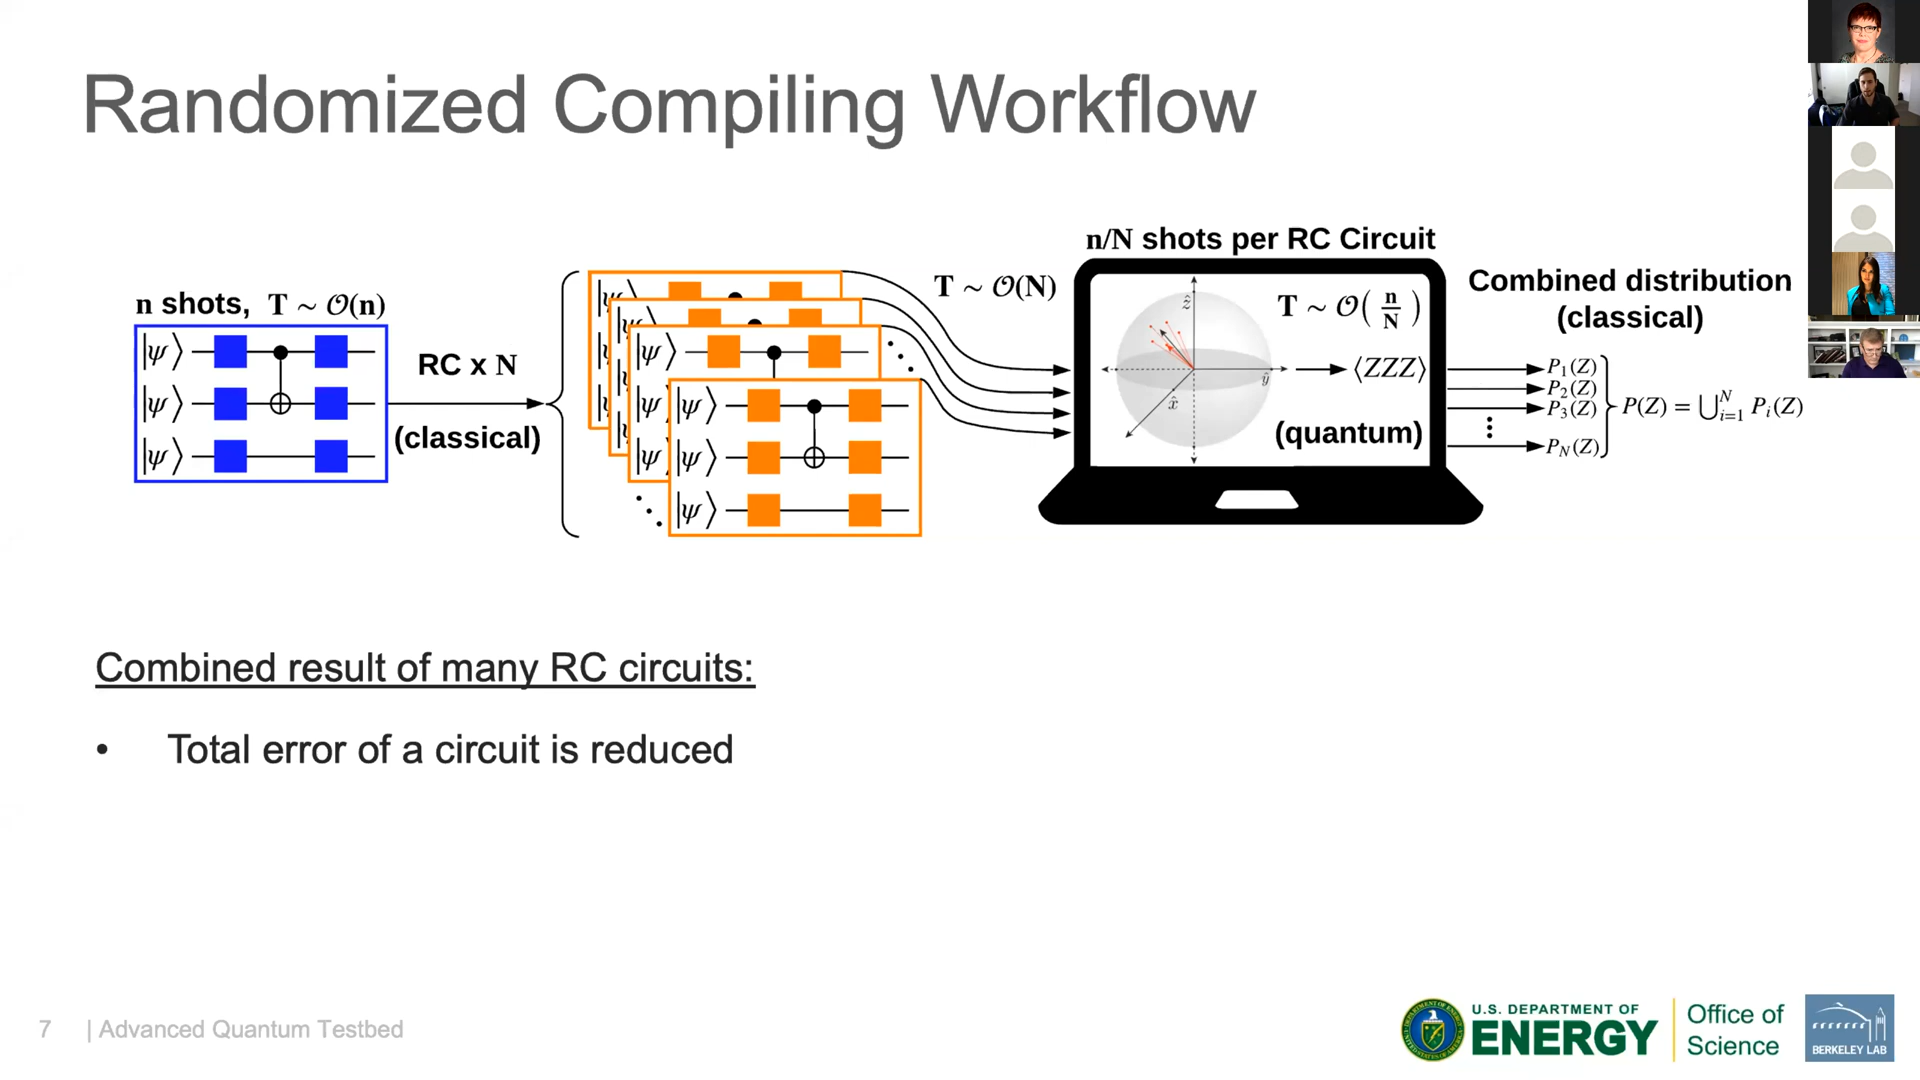 Randomized Compiling Workflow
n shots, T ~ 𝒪(n)
|ψ⟩
|ψ⟩
|ψ⟩
RC x N
(classical)
|ψ⟩
|ψ⟩
|ψ⟩
|ψ⟩
|ψ⟩
T ~ 𝒪(N)
n/N shots per RC Circuit
T ~ 𝒪(n/N)
ẑ
ŷ
x̂
⟨ZZZ⟩
(quantum)
Combined distribution
(classical)
P₁(Z)
P₂(Z)
P₃(Z)
⋮
P_N(Z)
P(Z) = ⋃ᵢ₌₁ᴺ Pᵢ(Z)
Combined result of many RC circuits:
• Total error of a circuit is reduced
7 | Advanced Quantum Testbed
U.S. DEPARTMENT OF
ENERGY
Office of
Science
BERKELEY LAB